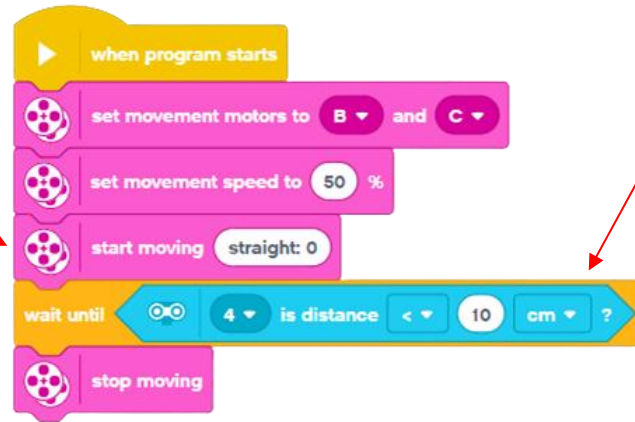 when program starts
set movement motors to B and C
set movement speed to 50 %
start moving straight: 0
wait until 4 is distance < 10 cm ?
stop moving